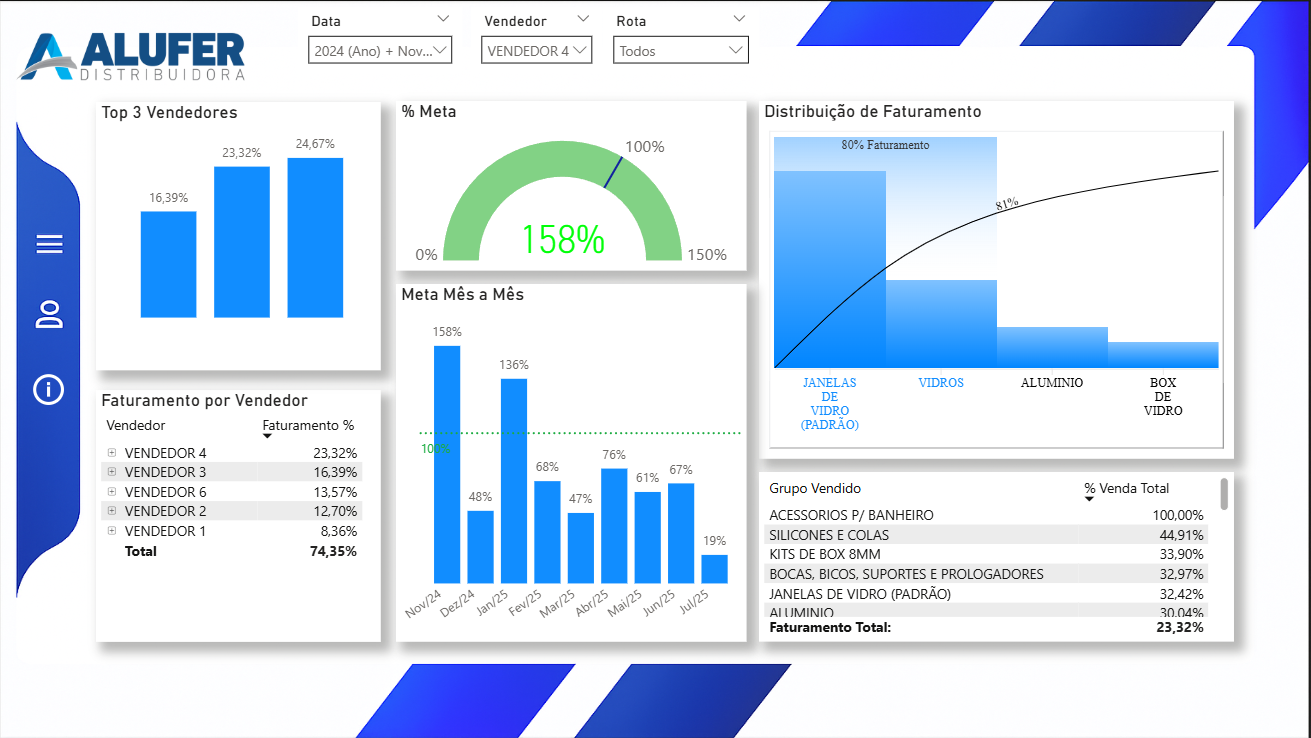 ALUFER
DISTRIBUIDORA
Data
2024 (Ano) + Nov...
Vendedor
VENDEDOR 4
Rota
Todos
Top 3 Vendedores
16,39%
23,32%
24,67%
Faturamento por Vendedor
Vendedor Faturamento %
VENDEDOR 4 23,32%
VENDEDOR 3 16,39%
VENDEDOR 6 13,57%
VENDEDOR 2 12,70%
VENDEDOR 1 8,36%
Total 74,35%
% Meta
100%
0%
158%
150%
Meta Mês a Mês
158%
48%
136%
68%
47%
76%
61%
67%
19%
100%
Nov/24
Dez/24
Jan/25
Fev/25
Mar/25
Abr/25
Mai/25
Jun/25
Jul/25
Distribuição de Faturamento
80% Faturamento
81%
JANELAS
DE
VIDRO
(PADRÃO)
VIDROS
ALUMINIO
BOX
DE
VIDRO
Grupo Vendido % Venda Total
ACESSORIOS P/ BANHEIRO 100,00%
SILICONES E COLAS 44,91%
KITS DE BOX 8MM 33,90%
BOCAS, BICOS, SUPORTES E PROLOGADORES 32,97%
JANELAS DE VIDRO (PADRÃO) 32,42%
ALUMINIO 30,04%
Faturamento Total: 23,32%